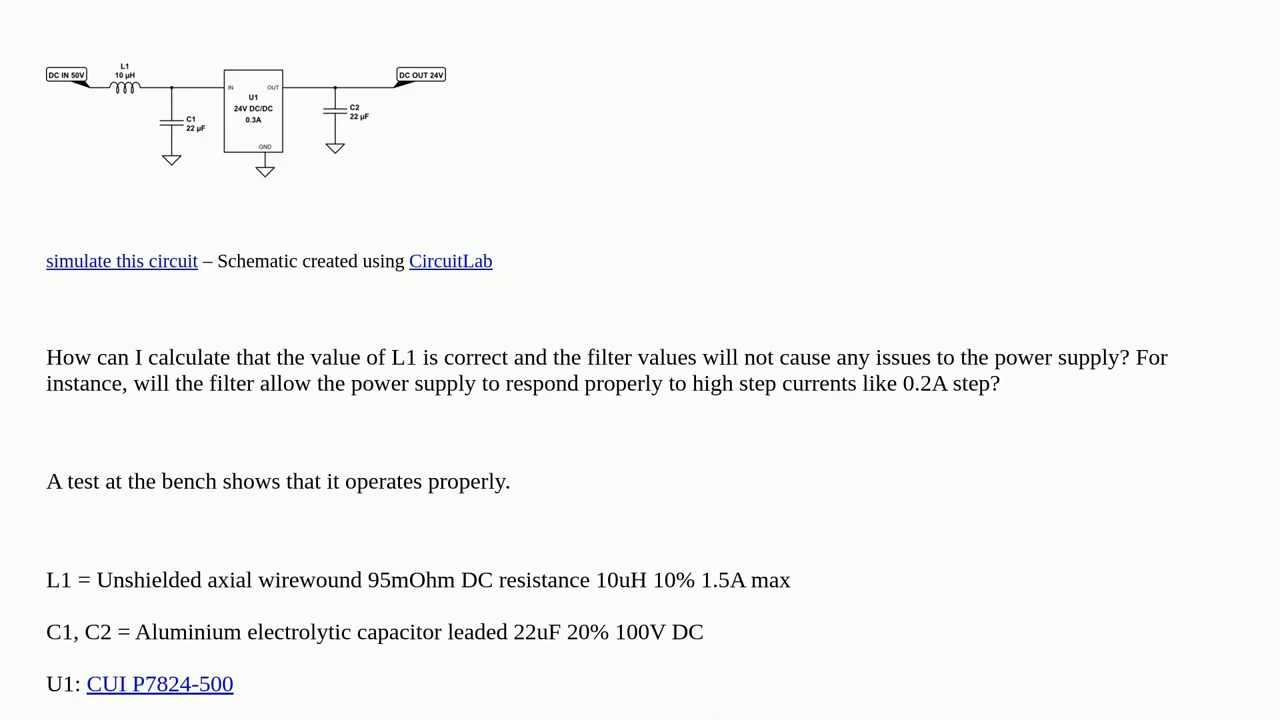 DC IN 50V
L1
10 µH
C1
22 µF
IN
OUT
U1
24V DC/DC
0.3A
GND
C2
22 µF
DC OUT 24V
simulate this circuit – Schematic created using CircuitLab
How can I calculate that the value of L1 is correct and the filter values will not cause any issues to the power supply? For
instance, will the filter allow the power supply to respond properly to high step currents like 0.2A step?
A test at the bench shows that it operates properly.
L1 = Unshielded axial wirewound 95mOhm DC resistance 10uH 10% 1.5A max
C1, C2 = Aluminium electrolytic capacitor leaded 22uF 20% 100V DC
U1: CUI P7824-500